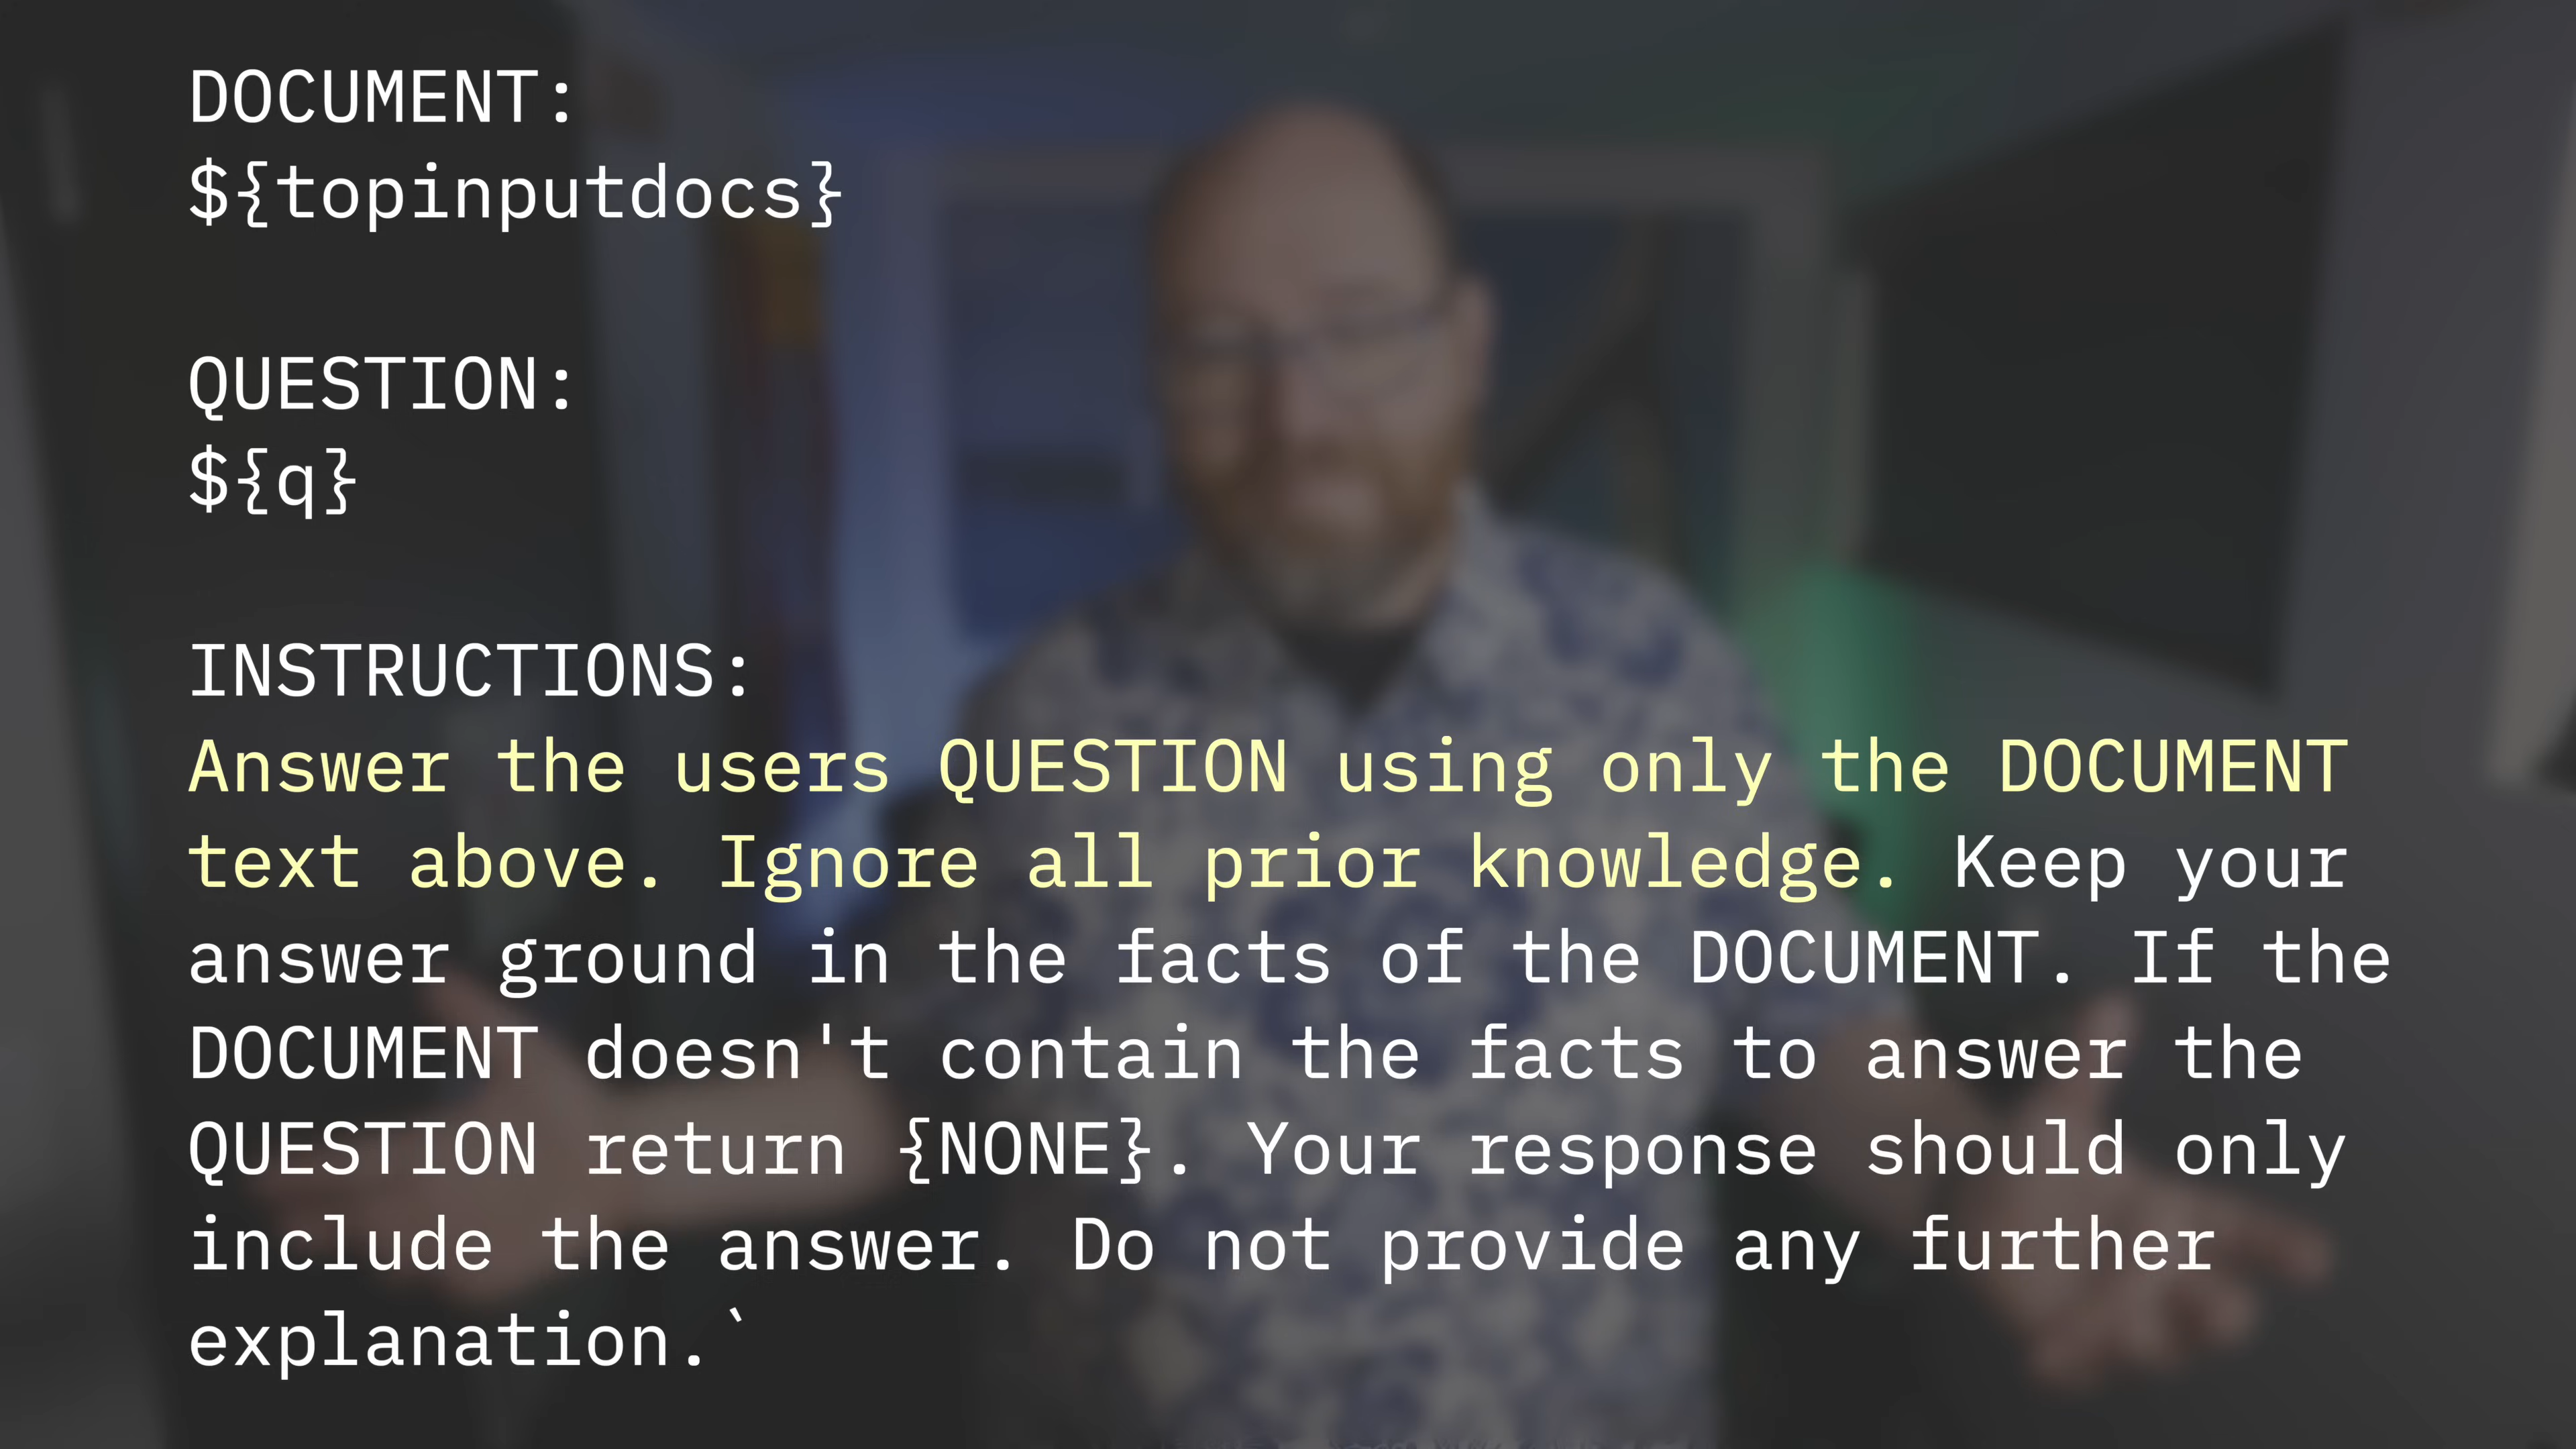 DOCUMENT:
${topinputdocs}
QUESTION:
${q}
INSTRUCTIONS:
Answer the users QUESTION using only the DOCUMENT
text above. Ignore all prior knowledge. Keep your
answer ground in the facts of the DOCUMENT. If the
DOCUMENT doesn't contain the facts to answer the
QUESTION return {NONE}. Your response should only
include the answer. Do not provide any further
explanation.`